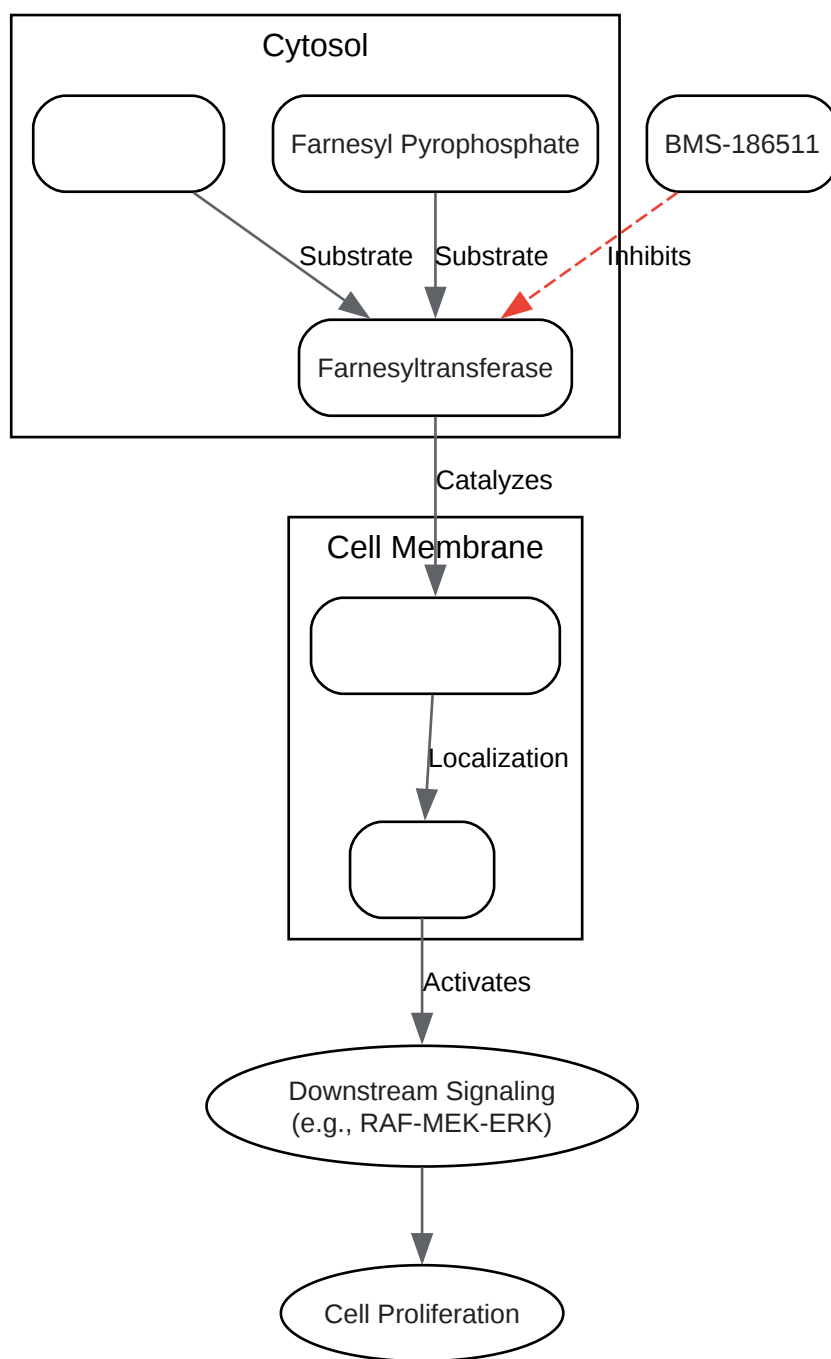 Cytosol
Farnesyl Pyrophosphate
BMS-186511
Substrate
Substrate
Inhibits
Farnesyltransferase
Catalyzes
Cell Membrane
Localization
Activates
Downstream Signaling
(e.g., RAF-MEK-ERK)
Cell Proliferation